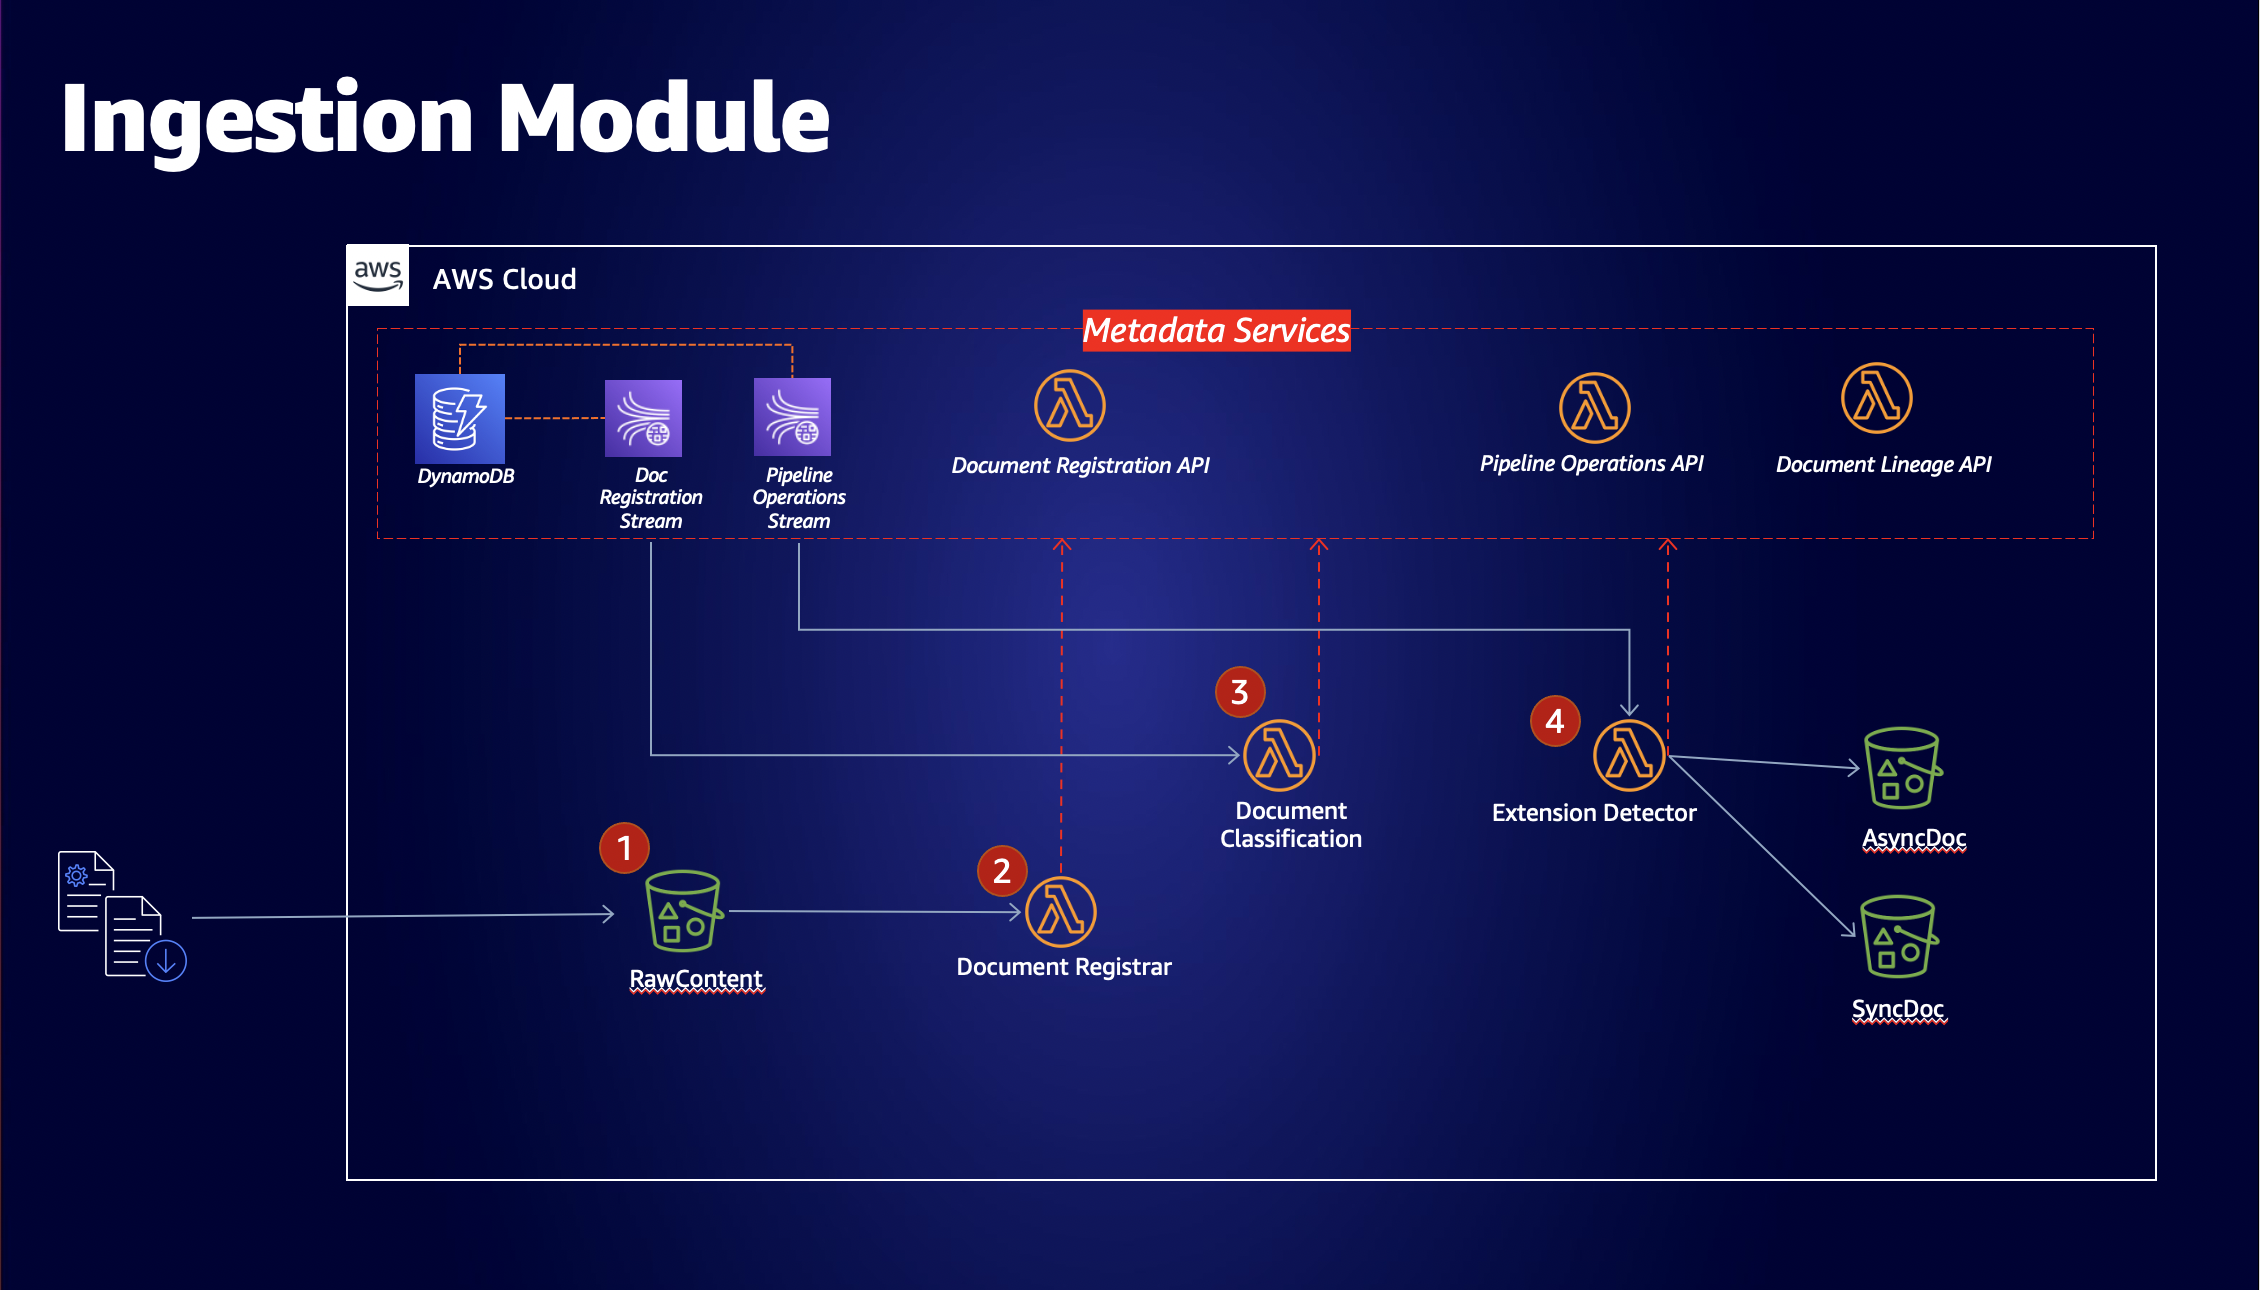 Ingestion Module
aws
AWS Cloud
Metadata Services
DynamoDB
Doc
Registration
Stream
Pipeline
Operations
Stream
Document Registration API
Pipeline Operations API
Document Lineage API
3
Document
Classification
4
Extension Detector
AsyncDoc
1
RawContent
2
Document Registrar
SyncDoc